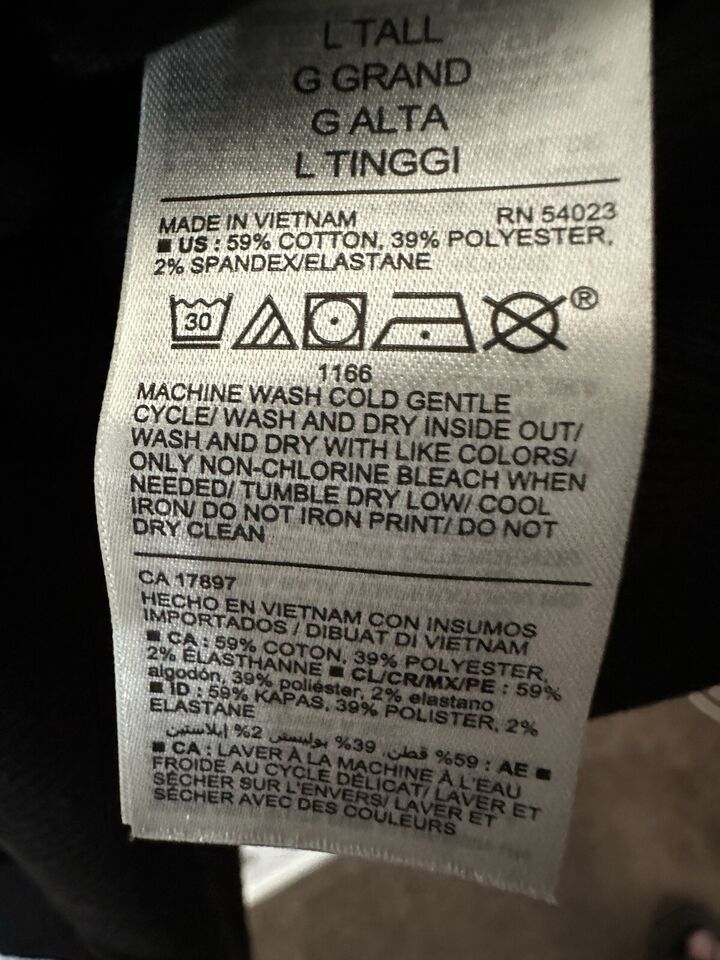 L TALL
G GRAND
G ALTA
L TINGGI
MADE IN VIETNAM RN 54023
■ US : 59% COTTON, 39% POLYESTER,
2% SPANDEX/ELASTANE
30 ®
1166
MACHINE WASH COLD GENTLE
CYCLE/ WASH AND DRY INSIDE OUT/
WASH AND DRY WITH LIKE COLORS/
ONLY NON-CHLORINE BLEACH WHEN
NEEDED/ TUMBLE DRY LOW/ COOL
IRON/ DO NOT IRON PRINT/ DO NOT
DRY CLEAN
CA 17897
HECHO EN VIETNAM CON INSUMOS
IMPORTADOS / DIBUAT DI VIETNAM
■ CA : 59% COTON, 39% POLYESTER,
2% ÉLASTHANNE ■ CL/CR/MX/PE : 59%
algodón, 39% poliéster, 2% elastano
■ ID : 59% KAPAS, 39% POLISTER, 2%
ELASTANE
■ AE : 59% قطن, 39% بوليستر, 2% إيلاستين
■ CA : LAVER À LA MACHINE À L'EAU
FROIDE AU CYCLE DÉLICAT/ LAVER ET
SÉCHER SUR L'ENVERS/ LAVER ET
SÉCHER AVEC DES COULEURS